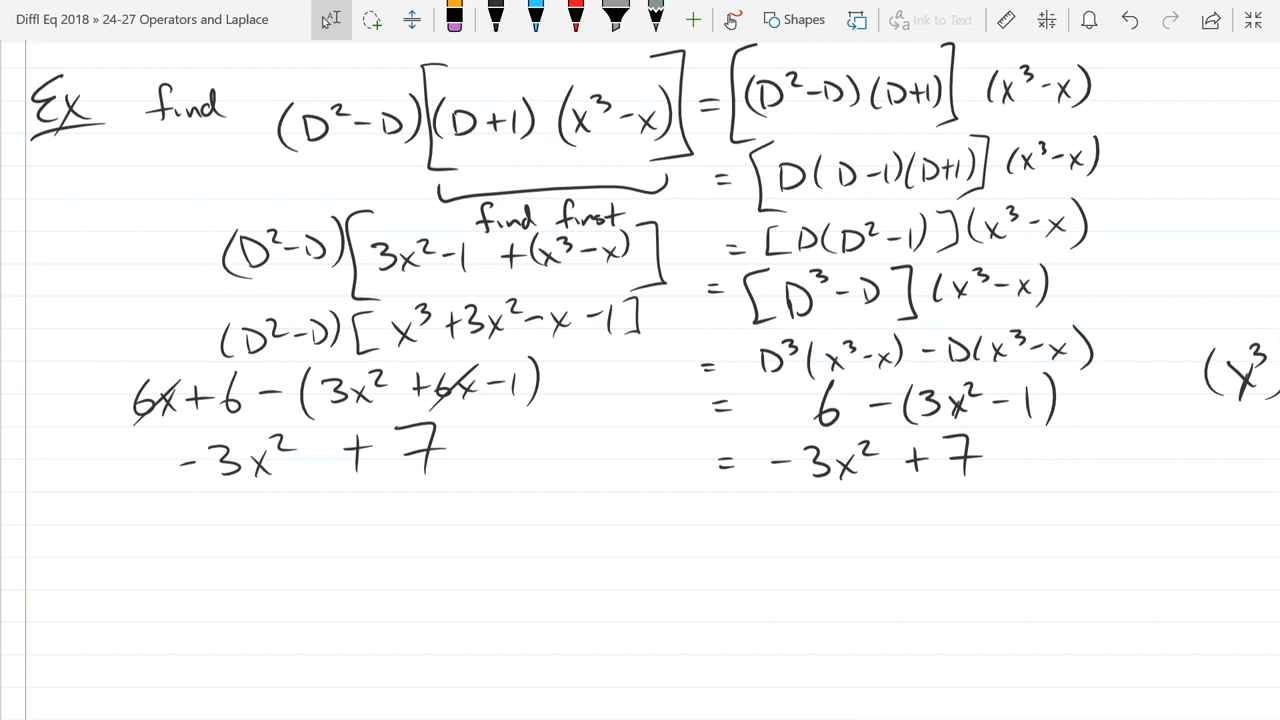 Diffl Eq 2018 » 24-27 Operators and Laplace
Shapes
Ink to Text
Ex find (D²-D)[(D+1)(x³-x)] = [(D²-D)(D+1)](x³-x)
find first
= [D(D-1)(D+1)](x³-x)
(D²-D)[3x²-1 +(x³-x)]
= [D(D²-1)](x³-x)
(D²-D)[x³+3x²-x-1]
= [D³-D](x³-x)
= D³(x³-x) - D(x³-x)
(x³)
6x+6-(3x²+6x-1)
= 6-(3x²-1)
-3x² + 7
= -3x²+7